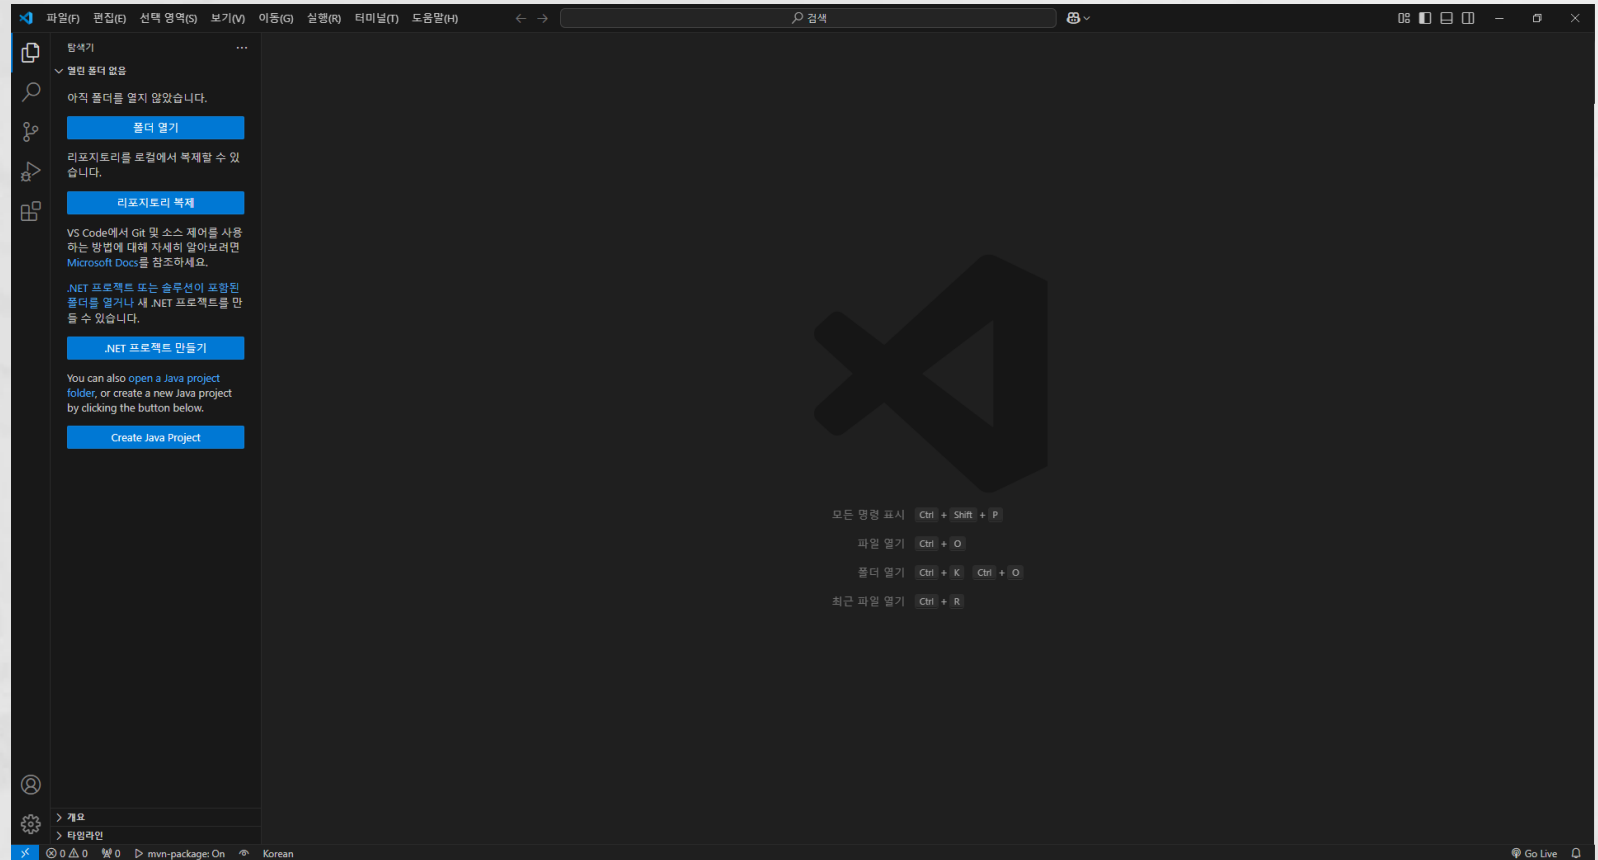 파일(F) 편집(E) 선택 영역(S) 보기(V) 이동(G) 실행(R) 터미널(T) 도움말(H) 검색
탐색기
열린 폴더 없음
아직 폴더를 열지 않았습니다.
폴더 열기
리포지토리를 로컬에서 복제할 수 있
습니다.
리포지토리 복제
VS Code에서 Git 및 소스 제어를 사용
하는 방법에 대해 자세히 알아보려면
Microsoft Docs를 참조하세요.
.NET 프로젝트 또는 솔루션이 포함된
폴더를 열거나 새 .NET 프로젝트를 만
들 수 있습니다.
.NET 프로젝트 만들기
You can also open a Java project
folder, or create a new Java project
by clicking the button below.
Create Java Project
모든 명령 표시 Ctrl + Shift + P
파일 열기 Ctrl + O
폴더 열기 Ctrl + K Ctrl + O
최근 파일 열기 Ctrl + R
개요
타임라인
0 0 0 mvn-package: On Korean Go Live